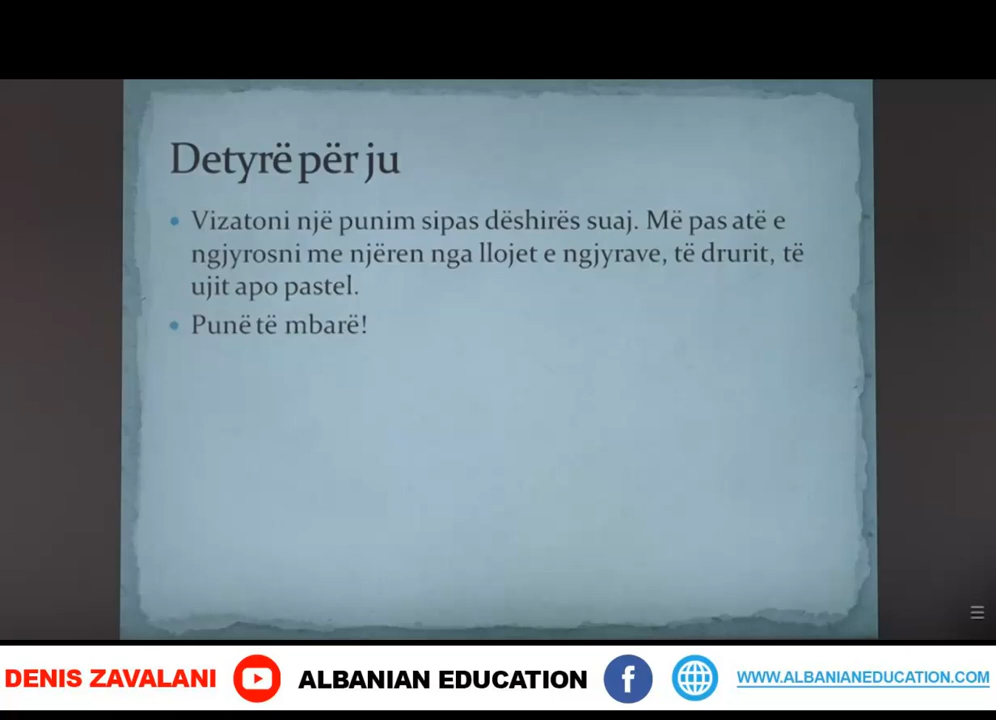 Detyrë për ju
• Vizatoni një punim sipas dëshirës suaj. Më pas atë e
ngjyrosni me njëren nga llojet e ngjyrave, të drurit, të
ujit apo pastel.
• Punë të mbarë!
DENIS ZAVALANI ALBANIAN EDUCATION WWW.ALBANIANEDUCATION.COM